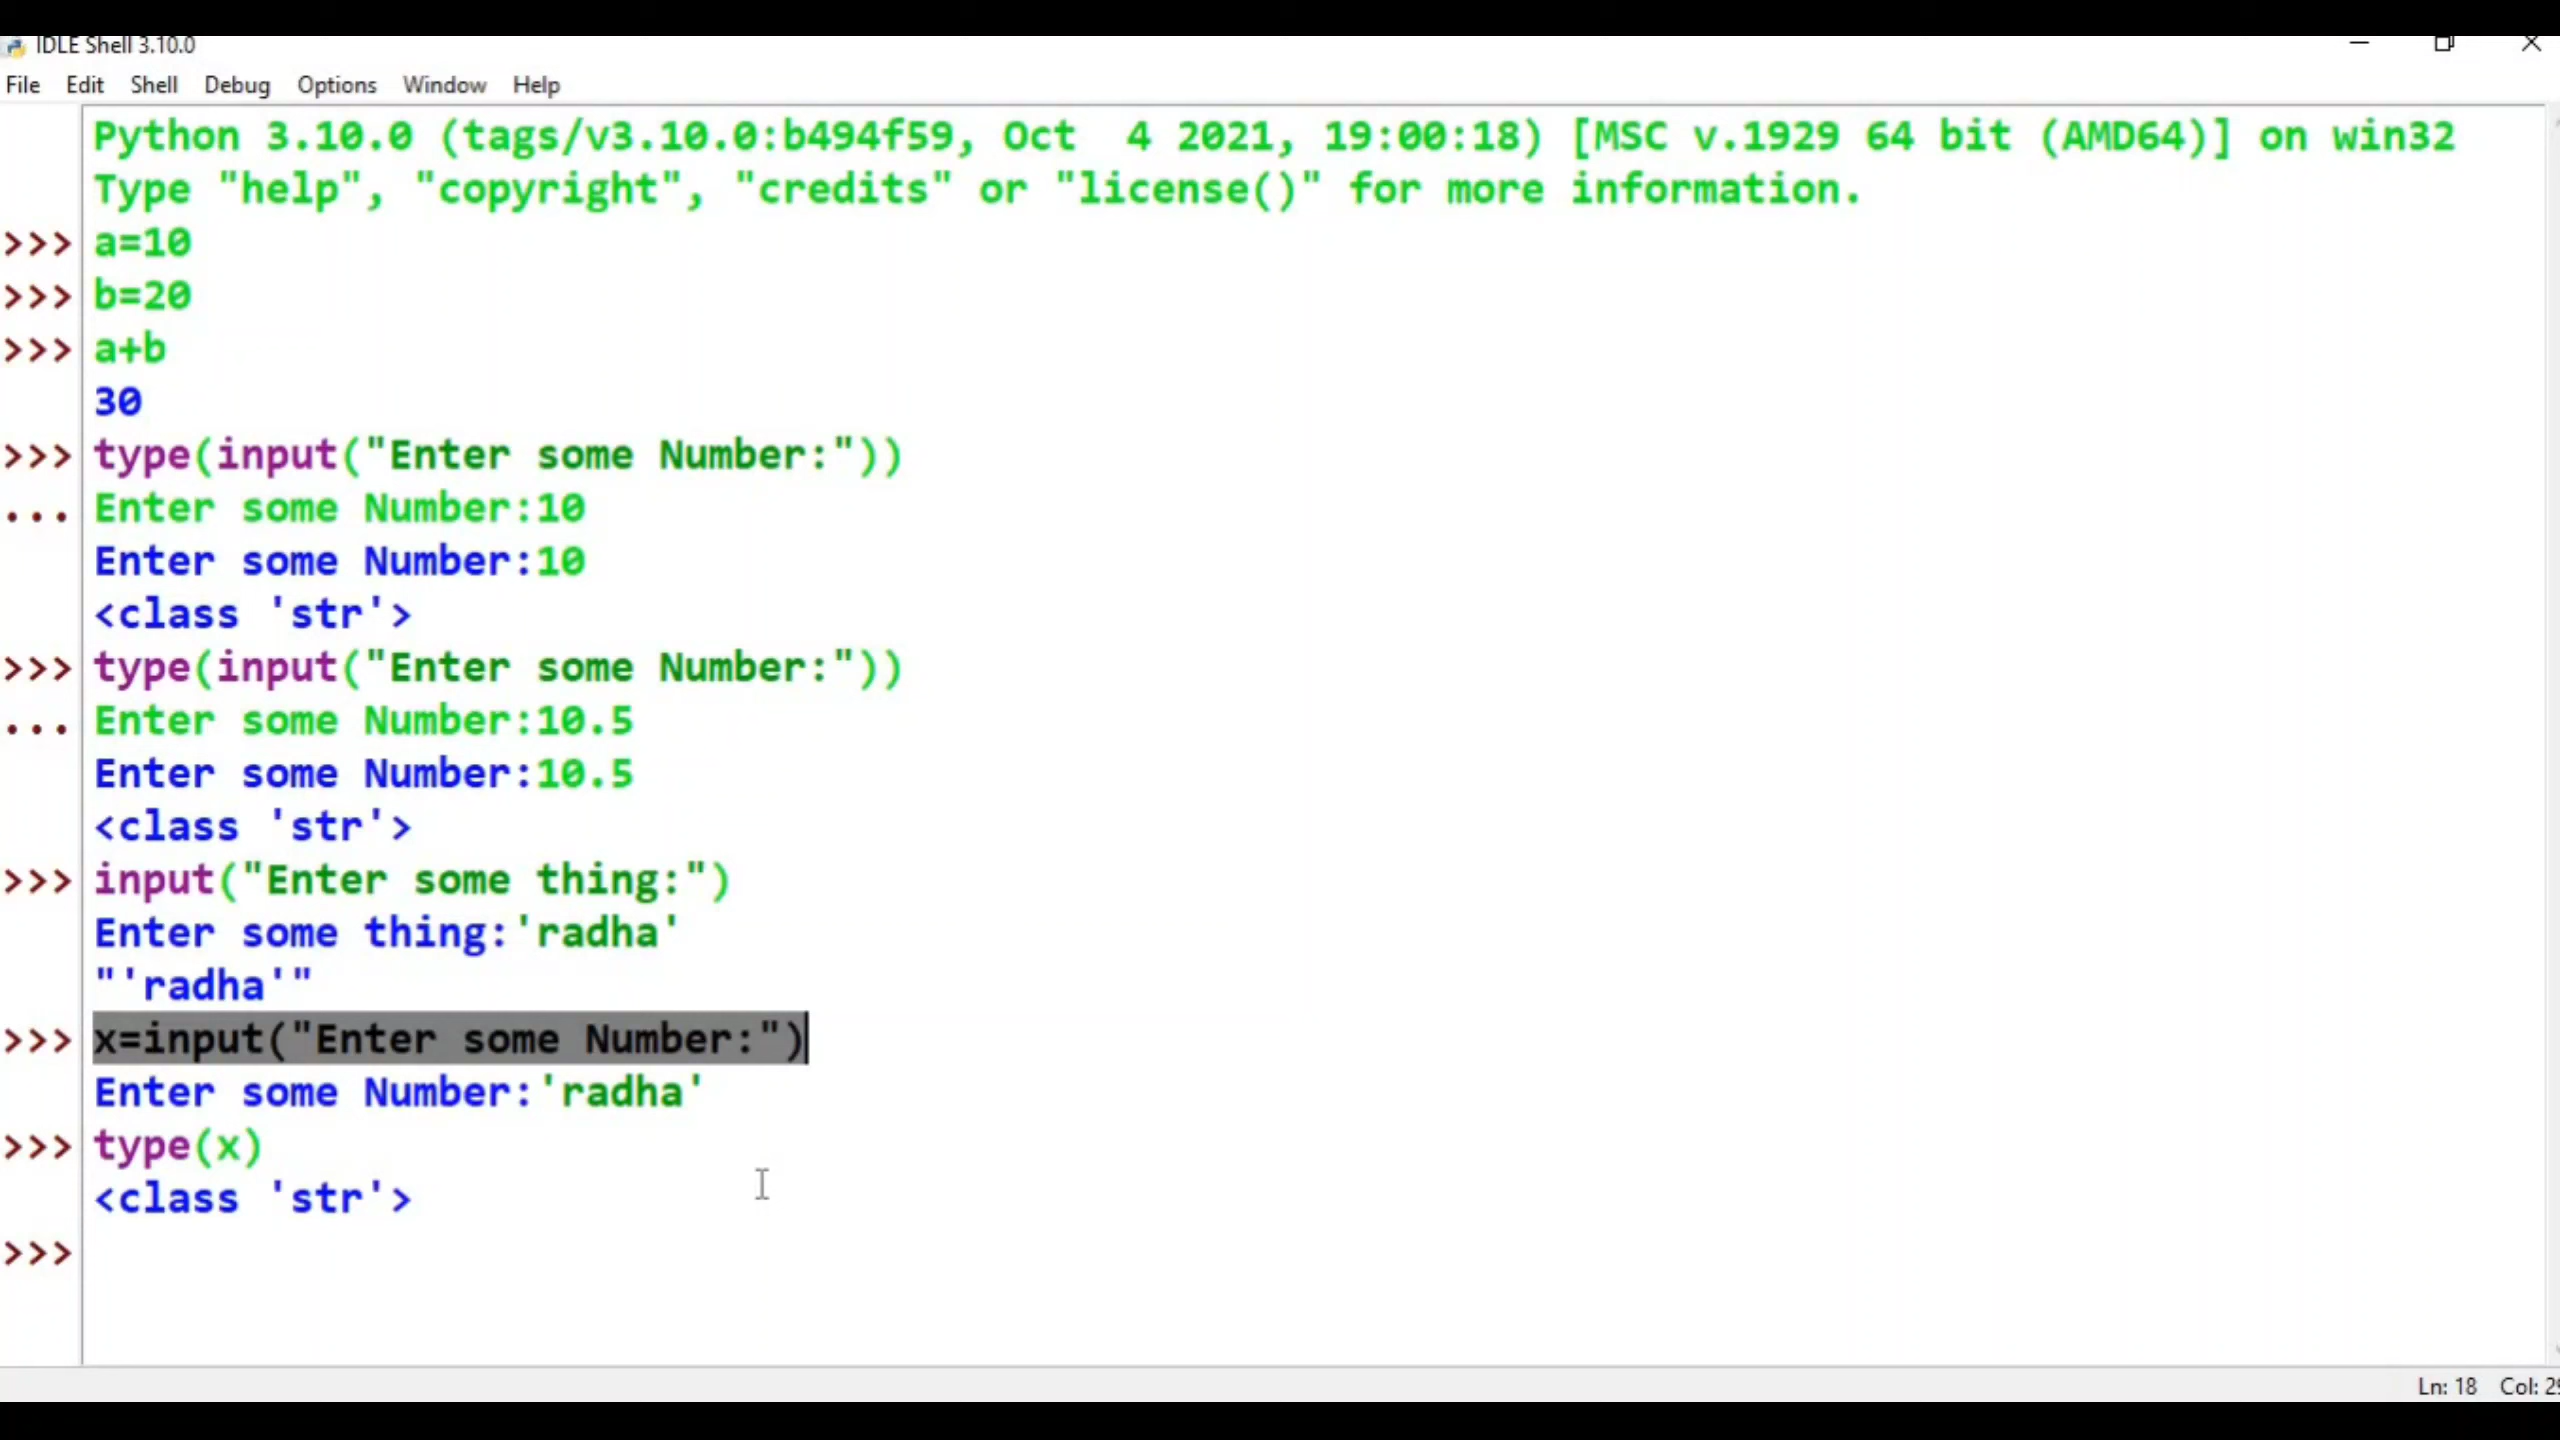 IDLE Shell 3.10.0
File Edit Shell Debug Options Window Help
Python 3.10.0 (tags/v3.10.0:b494f59, Oct  4 2021, 19:00:18) [MSC v.1929 64 bit (AMD64)] on win32
Type "help", "copyright", "credits" or "license()" for more information.
>>> a=10
>>> b=20
>>> a+b
30
>>> type(input("Enter some Number:"))
... Enter some Number:10
Enter some Number:10
<class 'str'>
>>> type(input("Enter some Number:"))
... Enter some Number:10.5
Enter some Number:10.5
<class 'str'>
>>> input("Enter some thing:")
Enter some thing:'radha'
"'radha'"
>>> x=input("Enter some Number:")
Enter some Number:'radha'
>>> type(x)
<class 'str'>
>>>
Ln: 18 Col: